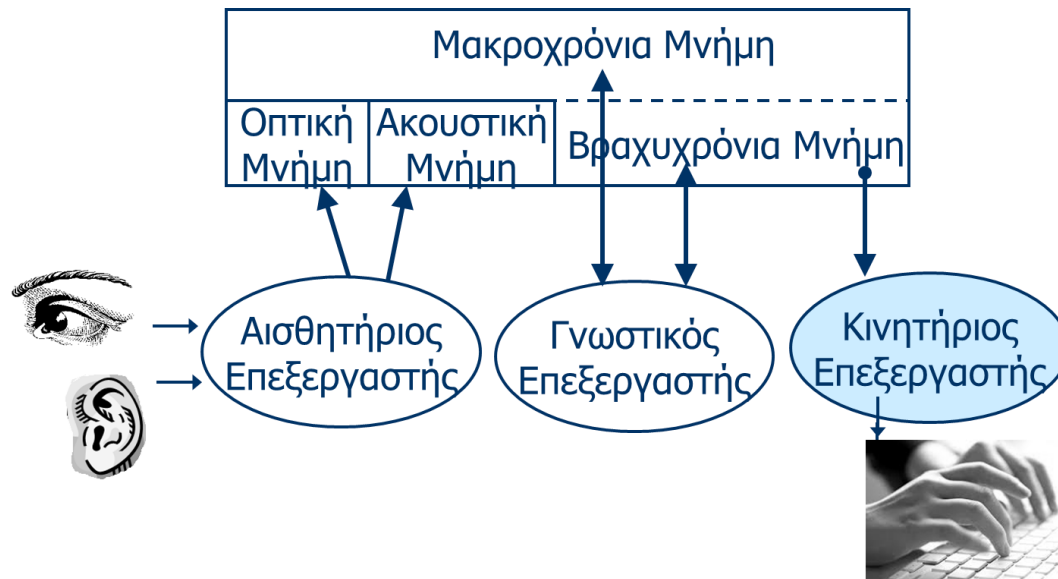 Μακροχρόνια Μνήμη
Οπτική
Μνήμη
Ακουστική
Μνήμη
Βραχυχρόνια Μνήμη
Αισθητήριος
Επεξεργαστής
Γνωστικός
Επεξεργαστής
Κινητήριος
Επεξεργαστής